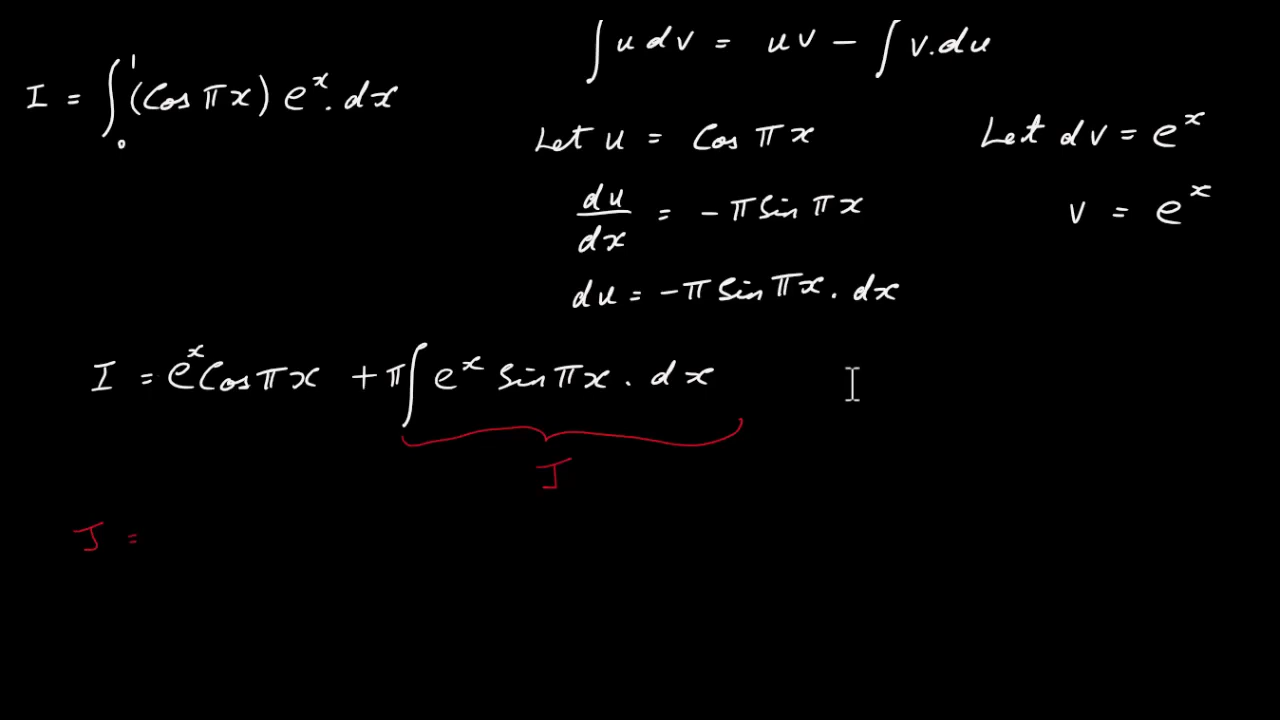 ∫ u dv = uv − ∫ v.du
I = ∫₀¹ (Cos πx) eˣ. dx
Let u = Cos πx
Let dv = eˣ
du/dx = −π Sin πx
v = eˣ
du = −π Sin πx . dx
I = eˣ Cos πx + π ∫ eˣ Sin πx . dx
J
J =